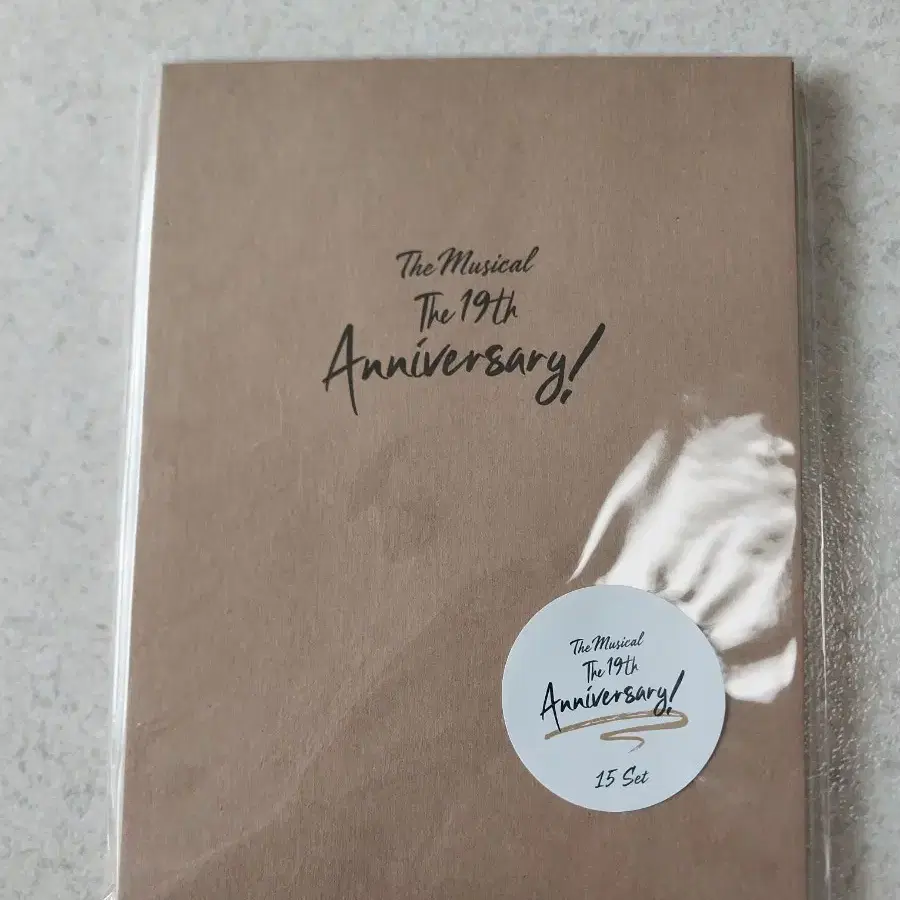 The Musical
The 19th
Anniversary!
The Musical
The 19th
Anniversary!
15 Set